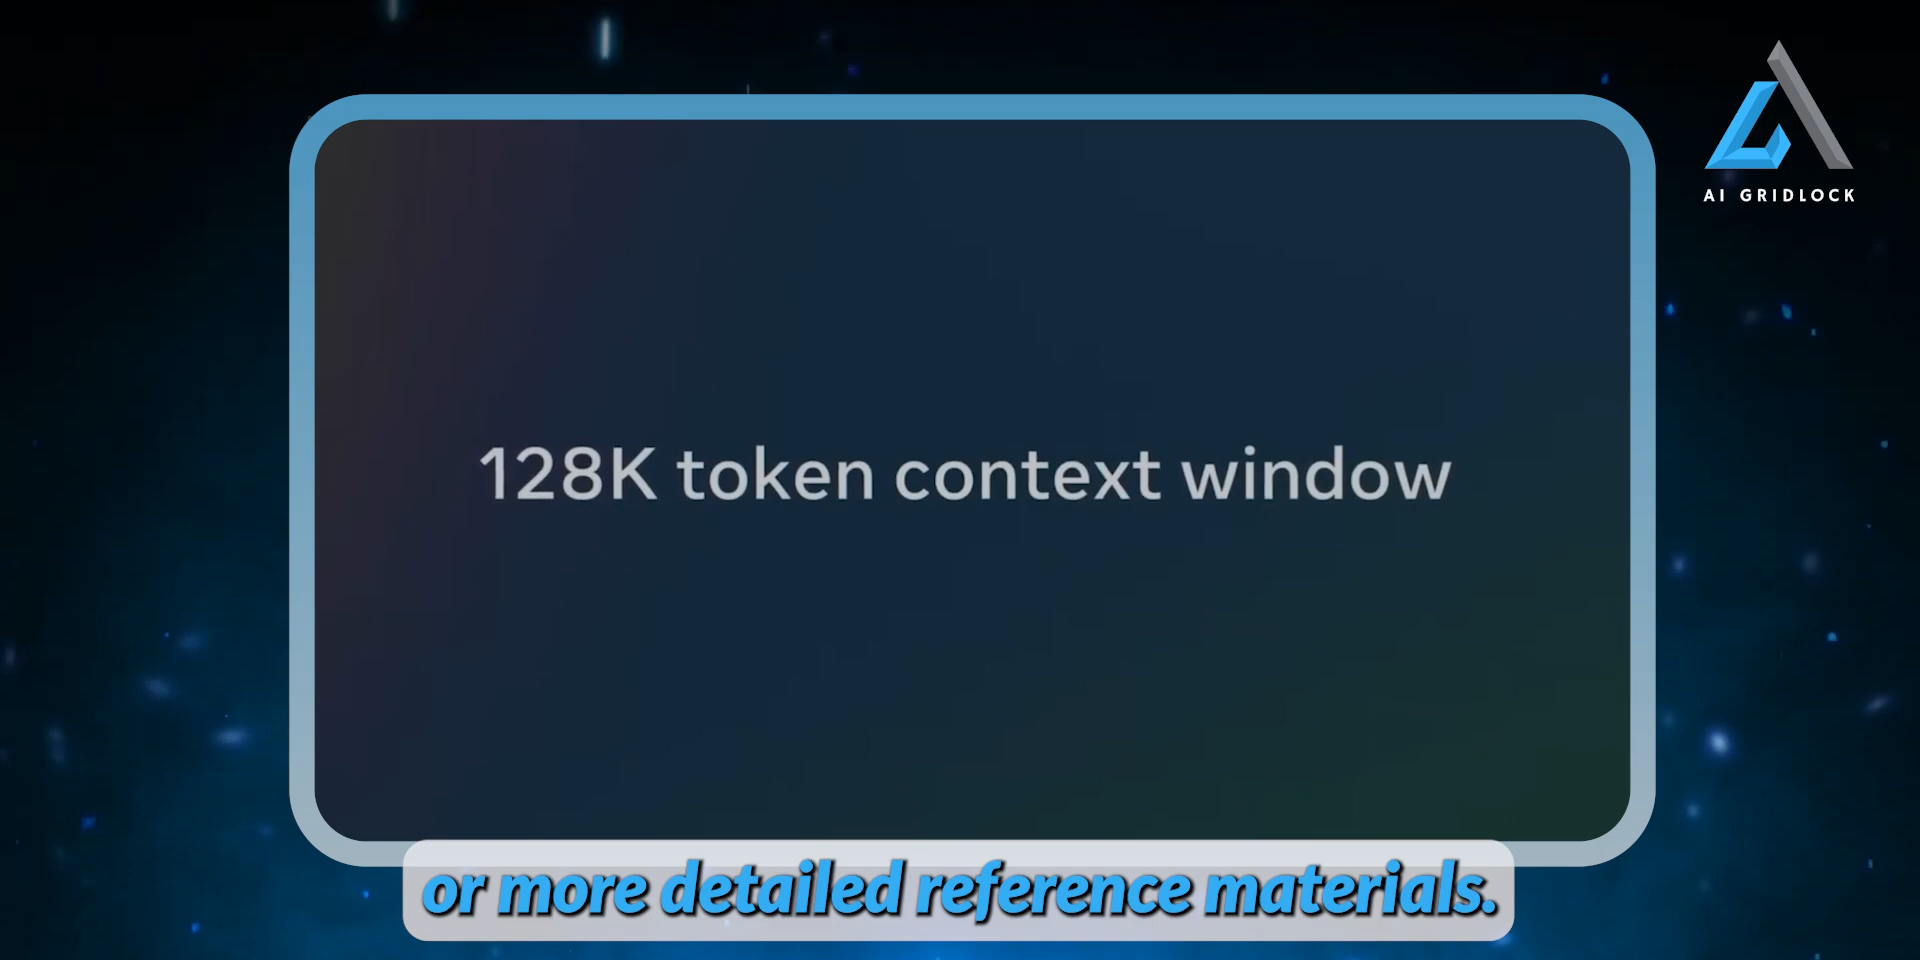 AI GRIDLOCK
128K token context window
or more detailed reference materials.